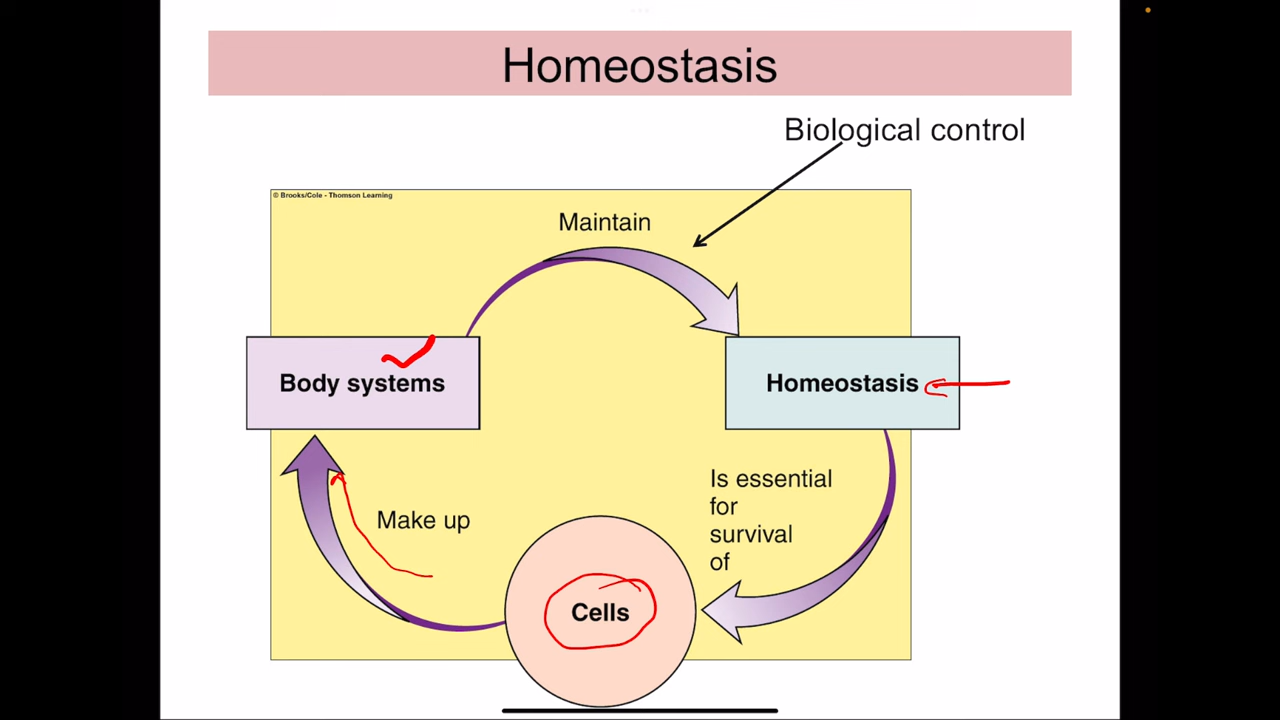 Homeostasis
Biological control
© Brooks/Cole - Thomson Learning
Maintain
Body systems
Homeostasis
Is essential
for
survival
of
Make up
Cells